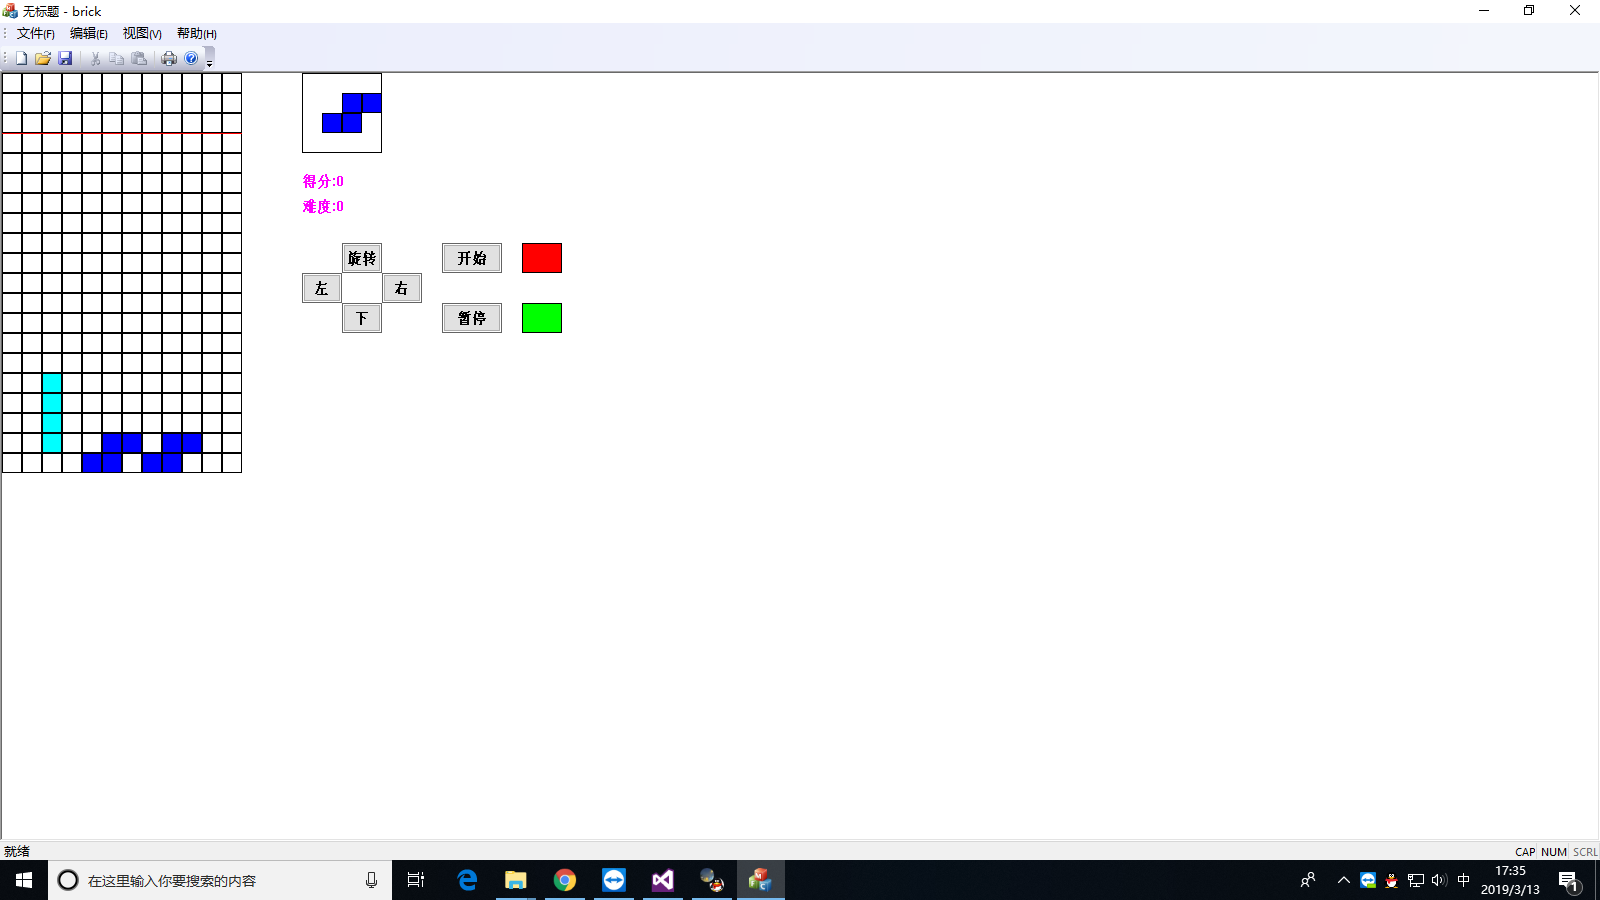 无标题 - brick
文件(F) 编辑(E) 视图(V) 帮助(H)
得分:0
难度:0
旋转
开始
左
右
下
暂停
就绪
CAP NUM SCRL
在这里输入你要搜索的内容
中
17:35
2019/3/13
1